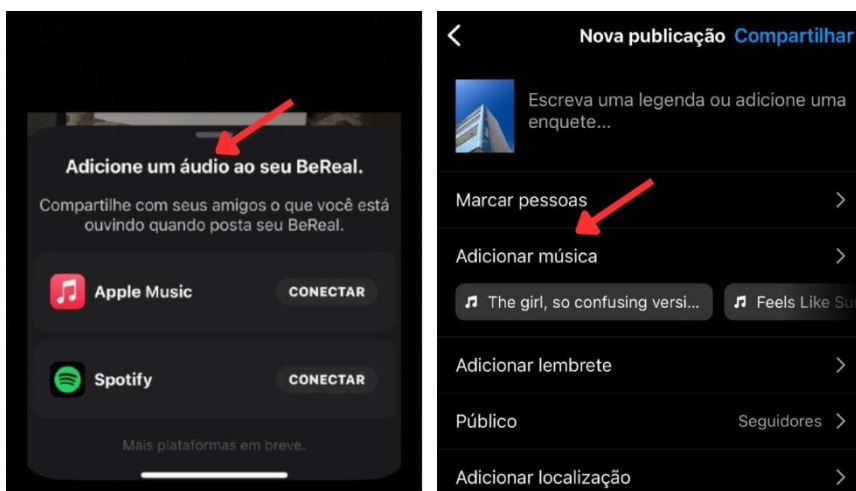 Adicione um áudio ao seu BeReal.
Compartilhe com seus amigos o que você está
ouvindo quando posta seu BeReal.
Apple Music
CONECTAR
Spotify
CONECTAR
Mais plataformas em breve.
Nova publicação
Compartilhar
Escreva uma legenda ou adicione uma
enquete...
Marcar pessoas
Adicionar música
The girl, so confusing versi...
Feels Like Su
Adicionar lembrete
Público
Seguidores
Adicionar localização